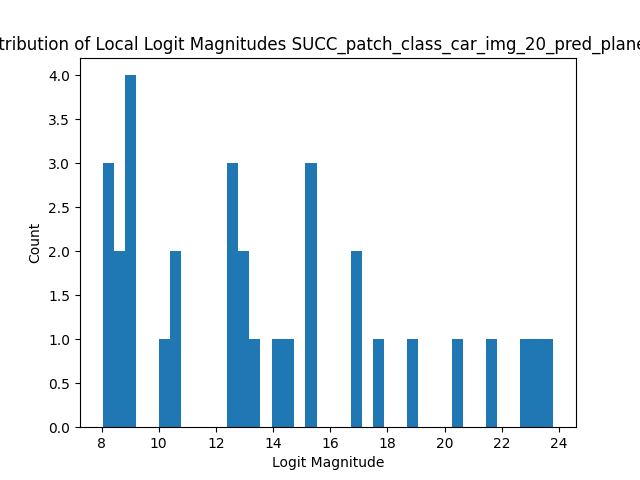 tribution of Local Logit Magnitudes SUCC_patch_class_car_img_20_pred_plane
4.0
3.5
3.0
2.5
2.0
1.5
1.0
0.5
0.0
Count
8 10 12 14 16 18 20 22 24
Logit Magnitude